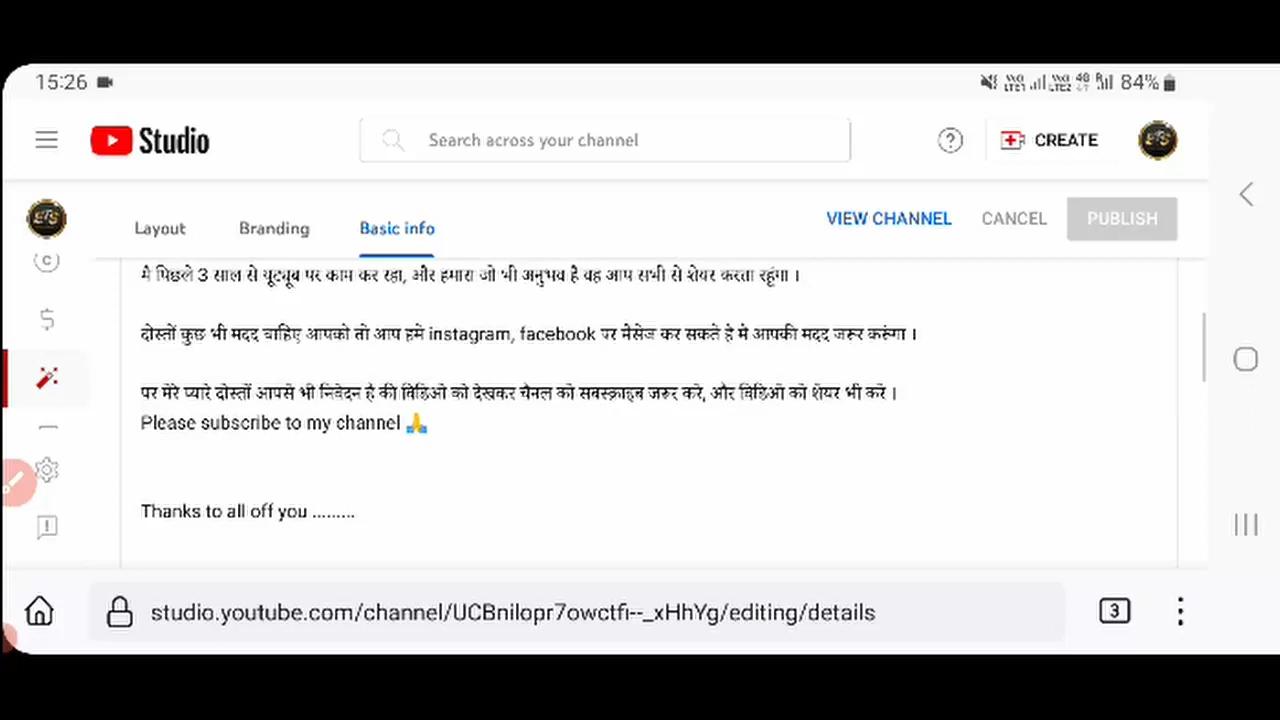 15:26
84%
Studio
Search across your channel
CREATE
Layout
Branding
Basic info
VIEW CHANNEL
CANCEL
PUBLISH
मै पिछले 3 साल से यूट्यूब पर काम कर रहा, और हमारा जो भी अनुभव है वह आप सभी से शेयर करता रहूंगा ।
दोस्तों कुछ भी मदद चाहिए आपको तो आप हमे instagram, facebook पर मैसेज कर सकते है मै आपकी मदद जरूर करूंगा ।
पर मेरे प्यारे दोस्तों आपसे भी निवेदन है की विडिओ को देखकर चैनल को सबस्क्राइब जरूर करे, और विडिओ को शेयर भी करे ।
Please subscribe to my channel 🙏
Thanks to all off you .........
studio.youtube.com/channel/UCBnilopr7owctfi--_xHhYg/editing/details
3